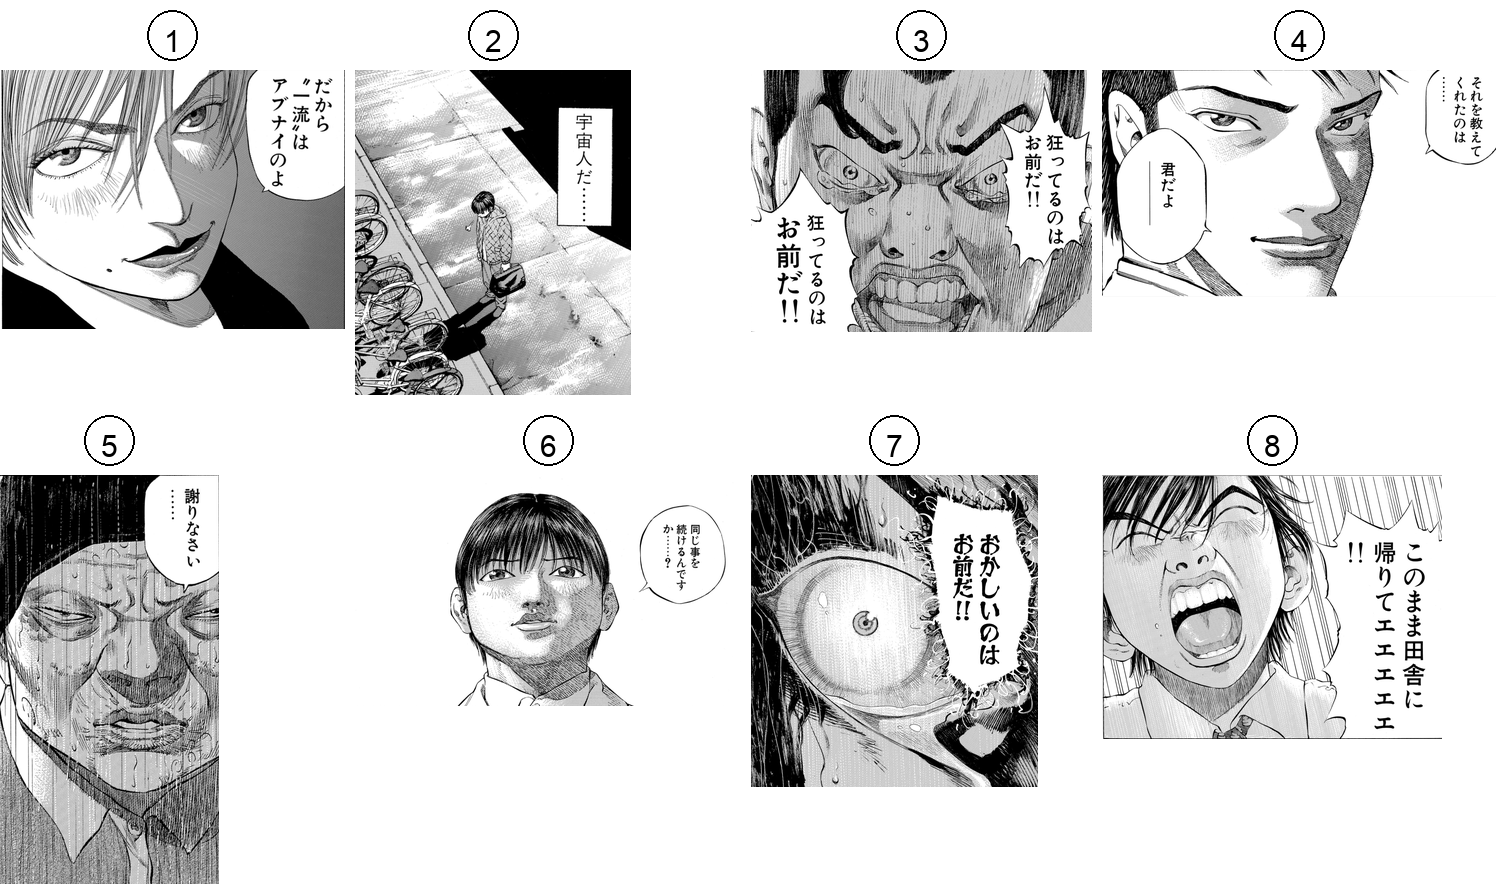 1
だから
〝一流〟は
アブナイのよ
2
宇宙人だ……
3
狂ってるのは
お前だ!!
狂ってるのは
お前だ!!
4
それを教えて
くれたのは
……
――君だよ
5
謝りなさい
……
6
同じ事を
続けるんです
か……?
7
おかしいのは
お前だ!!
8
このまま田舎に
帰りてエエエエエ
!!